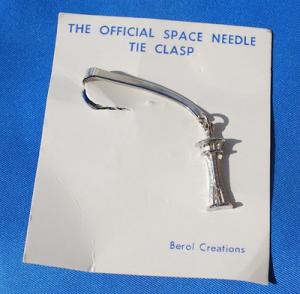 THE OFFICIAL SPACE NEEDLE
TIE CLASP
Berol Creations